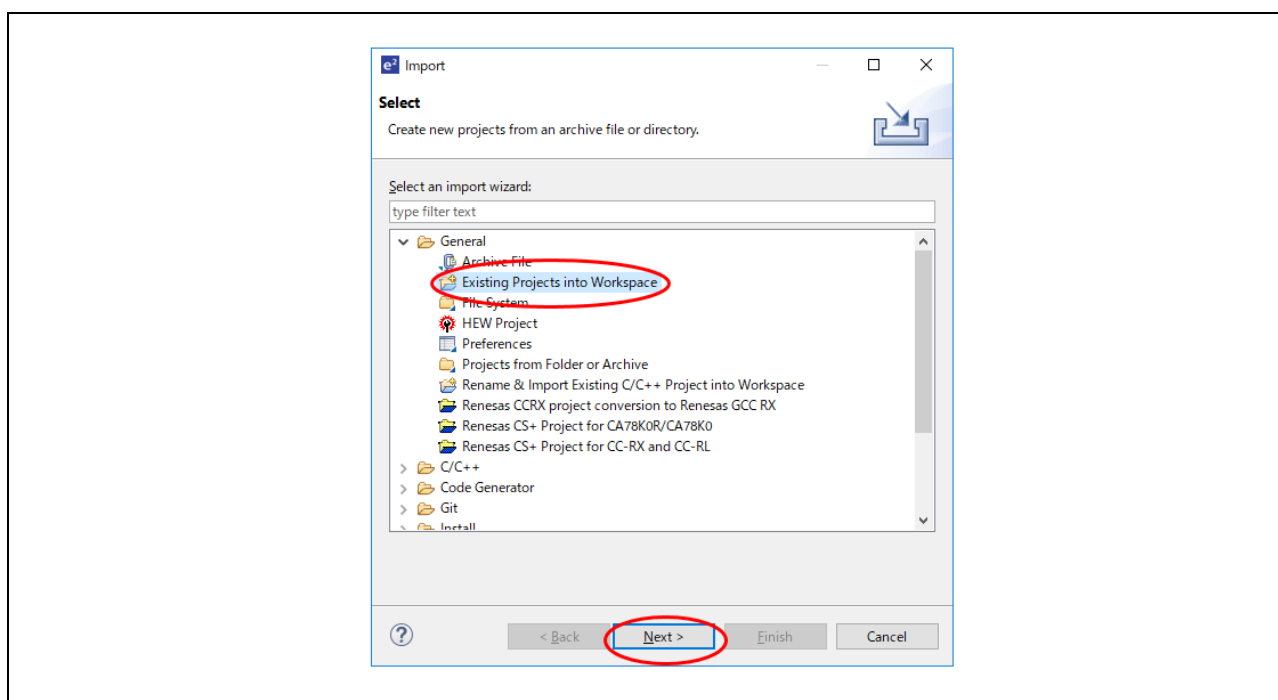 e² Import
Select
Create new projects from an archive file or directory.
Select an import wizard:
type filter text
General
Archive File
Existing Projects into Workspace
File System
HEW Project
Preferences
Projects from Folder or Archive
Rename & Import Existing C/C++ Project into Workspace
Renesas CCRX project conversion to Renesas GCC RX
Renesas CS+ Project for CA78K0R/CA78K0
Renesas CS+ Project for CC-RX and CC-RL
C/C++
Code Generator
Git
Install
? < Back Next > Finish Cancel